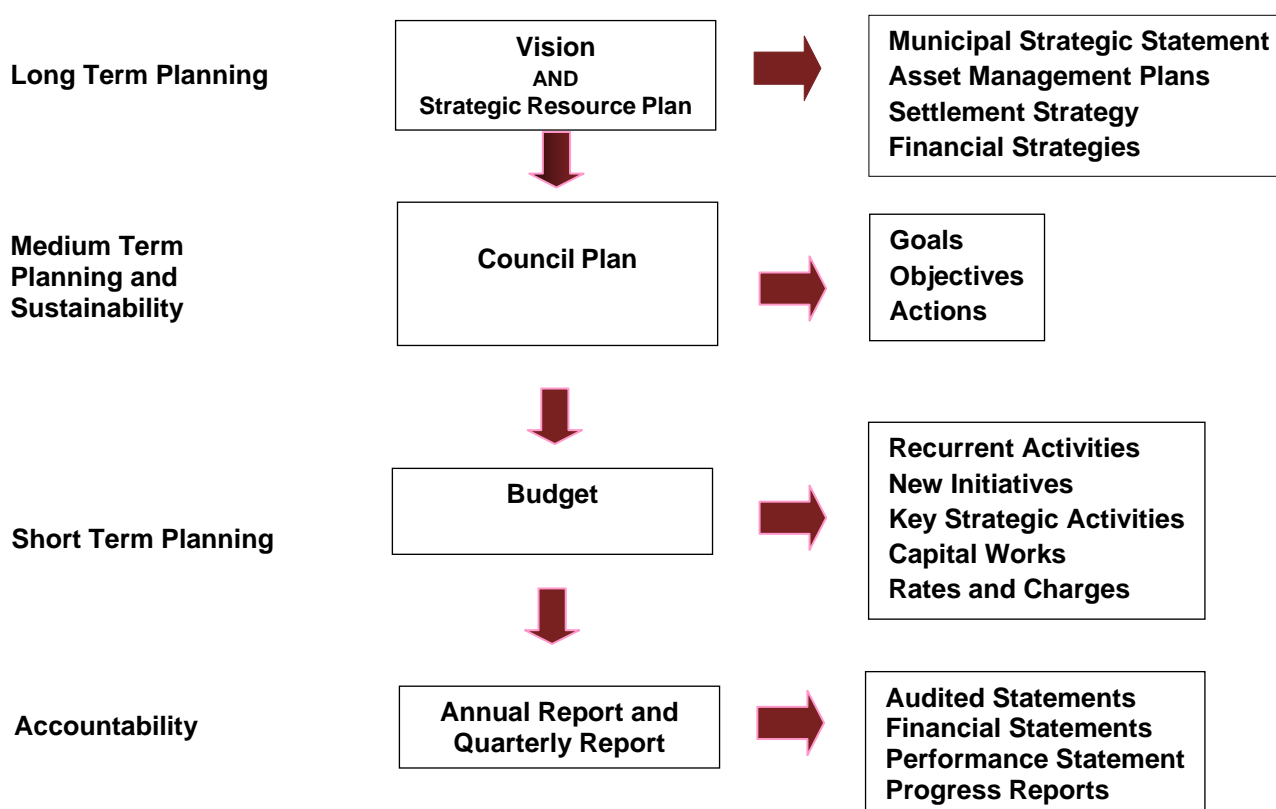 Long Term Planning
Vision
AND
Strategic Resource Plan
Municipal Strategic Statement
Asset Management Plans
Settlement Strategy
Financial Strategies
Medium Term
Planning and
Sustainability
Council Plan
Goals
Objectives
Actions
Short Term Planning
Budget
Recurrent Activities
New Initiatives
Key Strategic Activities
Capital Works
Rates and Charges
Accountability
Annual Report and
Quarterly Report
Audited Statements
Financial Statements
Performance Statement
Progress Reports